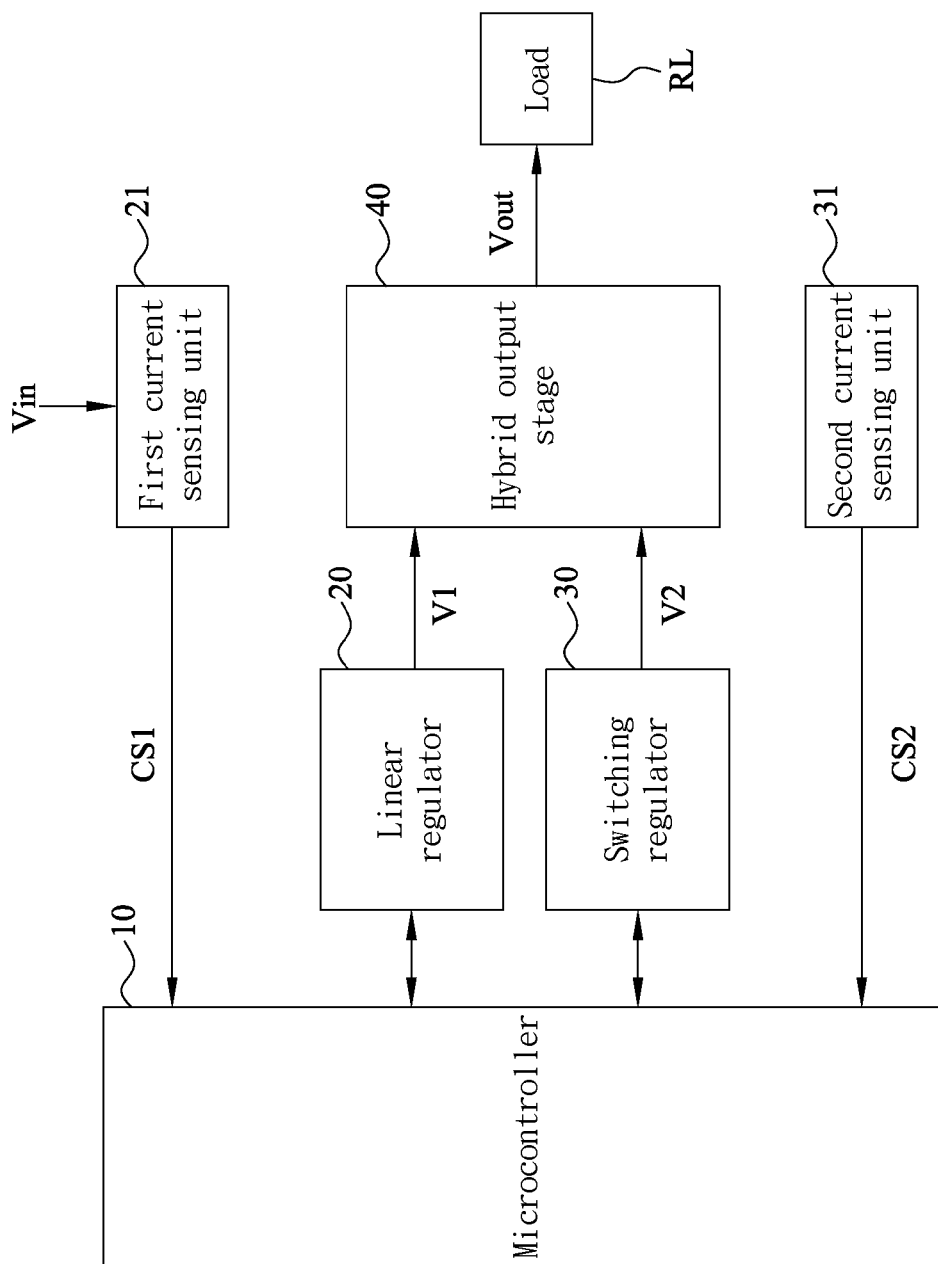 Vin
First current
sensing unit
21
CS1
10
Microcontroller
Linear
regulator
20
V1
Switching
regulator
30
V2
Hybrid output
stage
40
Vout
Load
RL
Second current
sensing unit
31
CS2